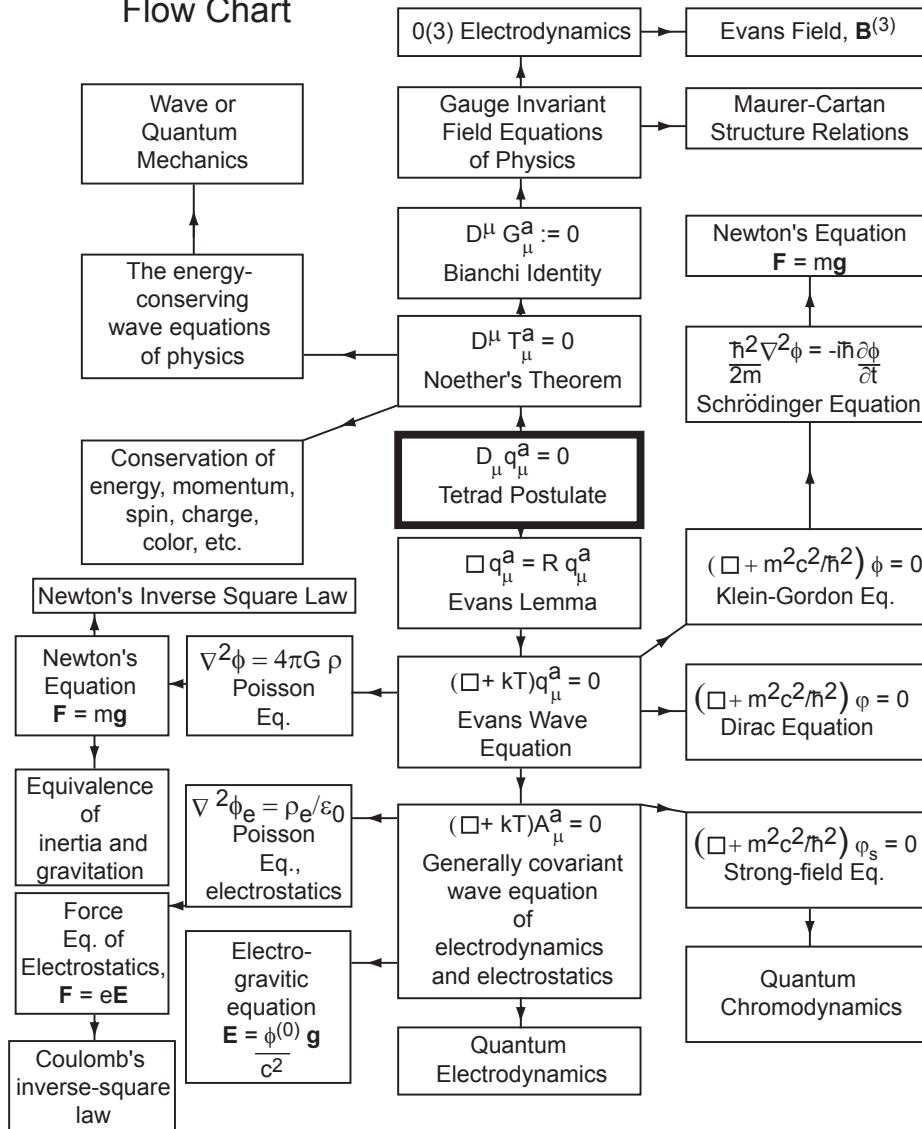 Flow Chart
0(3) Electrodynamics
Evans Field, B(3)
Wave or
Quantum
Mechanics
Gauge Invariant
Field Equations
of Physics
Maurer-Cartan
Structure Relations
The energy-
conserving
wave equations
of physics
Dμ Gaμ := 0
Bianchi Identity
Newton's Equation
F = mg
Dμ Taμ = 0
Noether's Theorem
ħ2/2m ∇2ϕ = -iħ ∂ϕ/∂t
Schrödinger Equation
Conservation of
energy, momentum,
spin, charge,
color, etc.
Dμ qaμ = 0
Tetrad Postulate
□ qaμ = R qaμ
Evans Lemma
(□ + m2c2/ħ2) ϕ = 0
Klein-Gordon Eq.
Newton's Inverse Square Law
Newton's
Equation
F = mg
∇2ϕ = 4πG ρ
Poisson
Eq.
(□ + kT)qaμ = 0
Evans Wave
Equation
(□ + m2c2/ħ2) φ = 0
Dirac Equation
Equivalence
of
inertia and
gravitation
∇ 2ϕe = ρe/ε0
Poisson
Eq.,
electrostatics
(□ + kT)Aaμ = 0
Generally covariant
wave equation
of
electrodynamics
and electrostatics
(□ + m2c2/ħ2) φs = 0
Strong-field Eq.
Force
Eq. of
Electrostatics,
F = eE
Electro-
gravitic
equation
E = ϕ(0) g
c2
Quantum
Chromodynamics
Coulomb's
inverse-square
law
Quantum
Electrodynamics